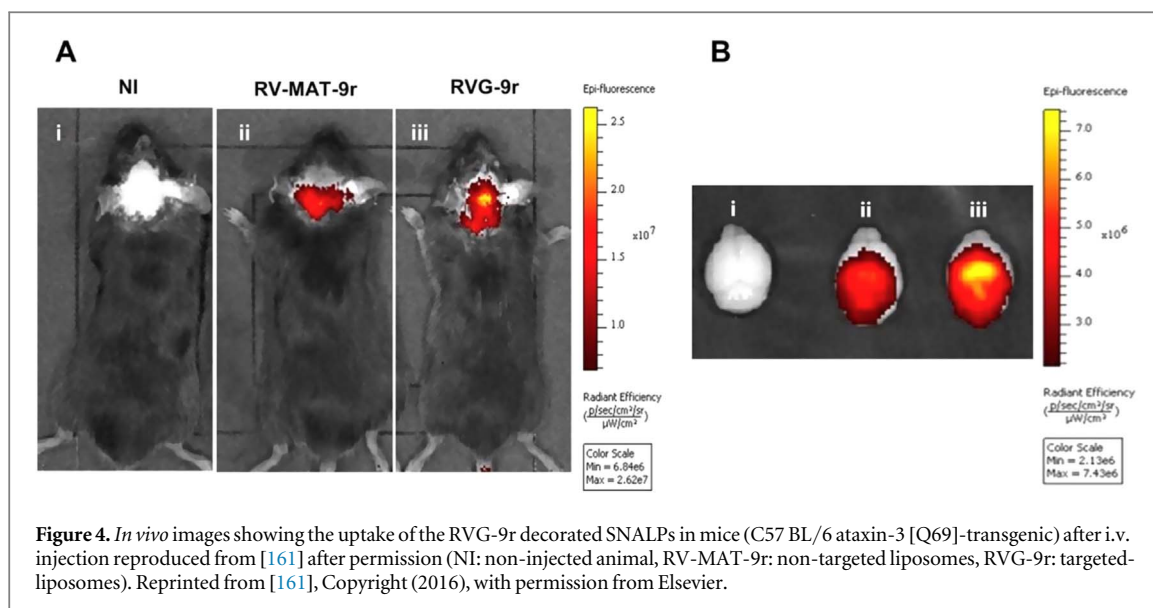 A
B
NI
RV-MAT-9r
RVG-9r
i
ii
iii
Epi-fluorescence
2.5
2.0
x10⁷
1.5
1.0
Radiant Efficiency
(p/sec/cm²/sr / µW/cm²)
Color Scale
Min = 6.84e6
Max = 2.62e7
i
ii
iii
Epi-fluorescence
7.0
6.0
5.0
x10⁶
4.0
3.0
Radiant Efficiency
(p/sec/cm²/sr / µW/cm²)
Color Scale
Min = 2.13e6
Max = 7.43e6
Figure 4. In vivo images showing the uptake of the RVG-9r decorated SNALPs in mice (C57 BL/6 ataxin-3 [Q69]-transgenic) after i.v.
injection reproduced from [161] after permission (NI: non-injected animal, RV-MAT-9r: non-targeted liposomes, RVG-9r: targeted-
liposomes). Reprinted from [161], Copyright (2016), with permission from Elsevier.